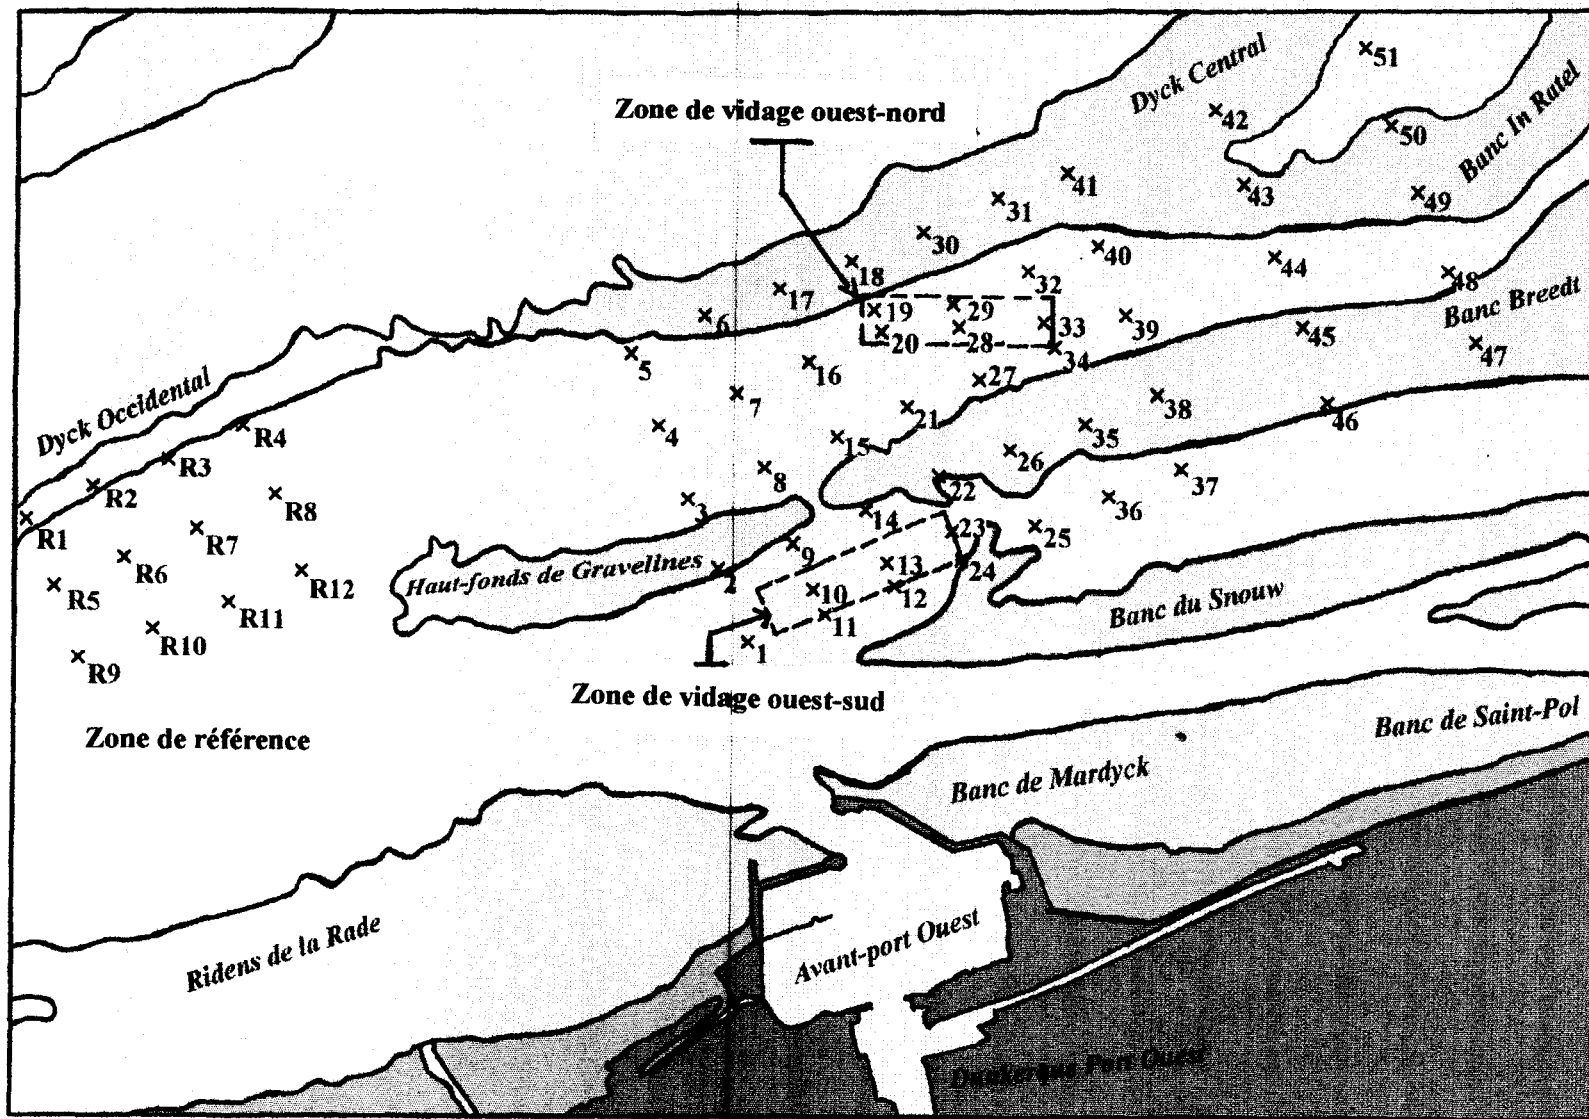 51
Dyck Central
42
Zone de vidage ouest-nord
50
Banc In Ratel
41
43
49
31
30
40
44
18
32
48
17
19
29
Banc Breedt
6
33
39
45
20
28
34
47
5
16
27
7
38
46
Dyck Occidental
21
R4
4
15
35
R3
26
8
37
R2
22
R8
3
36
14
R1
R7
23
25
9
Haut-fonds de Gravelines
13
24
R6
2
R12
R5
10
12
Banc du Snouw
R11
11
R10
1
R9
Zone de vidage ouest-sud
Banc de Saint-Pol
Zone de référence
Banc de Mardyck
Ridens de la Rade
Avant-port Ouest
Dunkerque Port Ouest